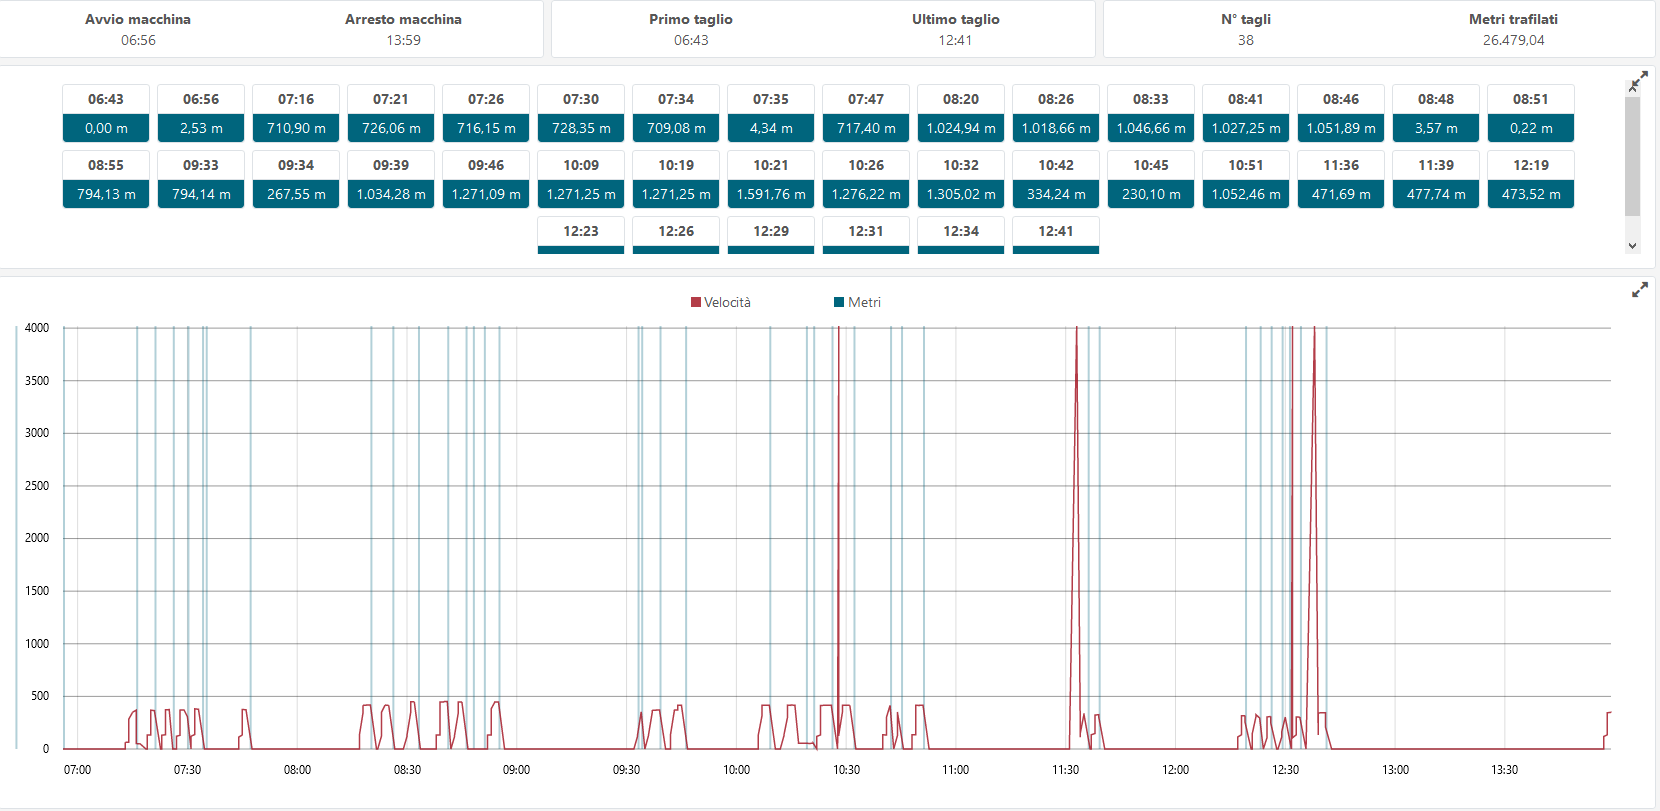 Avvio macchina Arresto macchina Primo taglio Ultimo taglio N° tagli Metri trafilati
06:56 13:59 06:43 12:41 38 26.479,04
06:43 06:56 07:16 07:21 07:26 07:30 07:34 07:35 07:47 08:20 08:26 08:33 08:41 08:46 08:48 08:51
0,00 m 2,53 m 710,90 m 726,06 m 716,15 m 728,35 m 709,08 m 4,34 m 717,40 m 1.024,94 m 1.018,66 m 1.046,66 m 1.027,25 m 1.051,89 m 3,57 m 0,22 m
08:55 09:33 09:34 09:39 09:46 10:09 10:19 10:21 10:26 10:32 10:42 10:45 10:51 11:36 11:39 12:19
794,13 m 794,14 m 267,55 m 1.034,28 m 1.271,09 m 1.271,25 m 1.271,25 m 1.591,76 m 1.276,22 m 1.305,02 m 334,24 m 230,10 m 1.052,46 m 471,69 m 477,74 m 473,52 m
12:23 12:26 12:29 12:31 12:34 12:41
Velocità Metri
4000
3500
3000
2500
2000
1500
1000
500
0
07:00 07:30 08:00 08:30 09:00 09:30 10:00 10:30 11:00 11:30 12:00 12:30 13:00 13:30